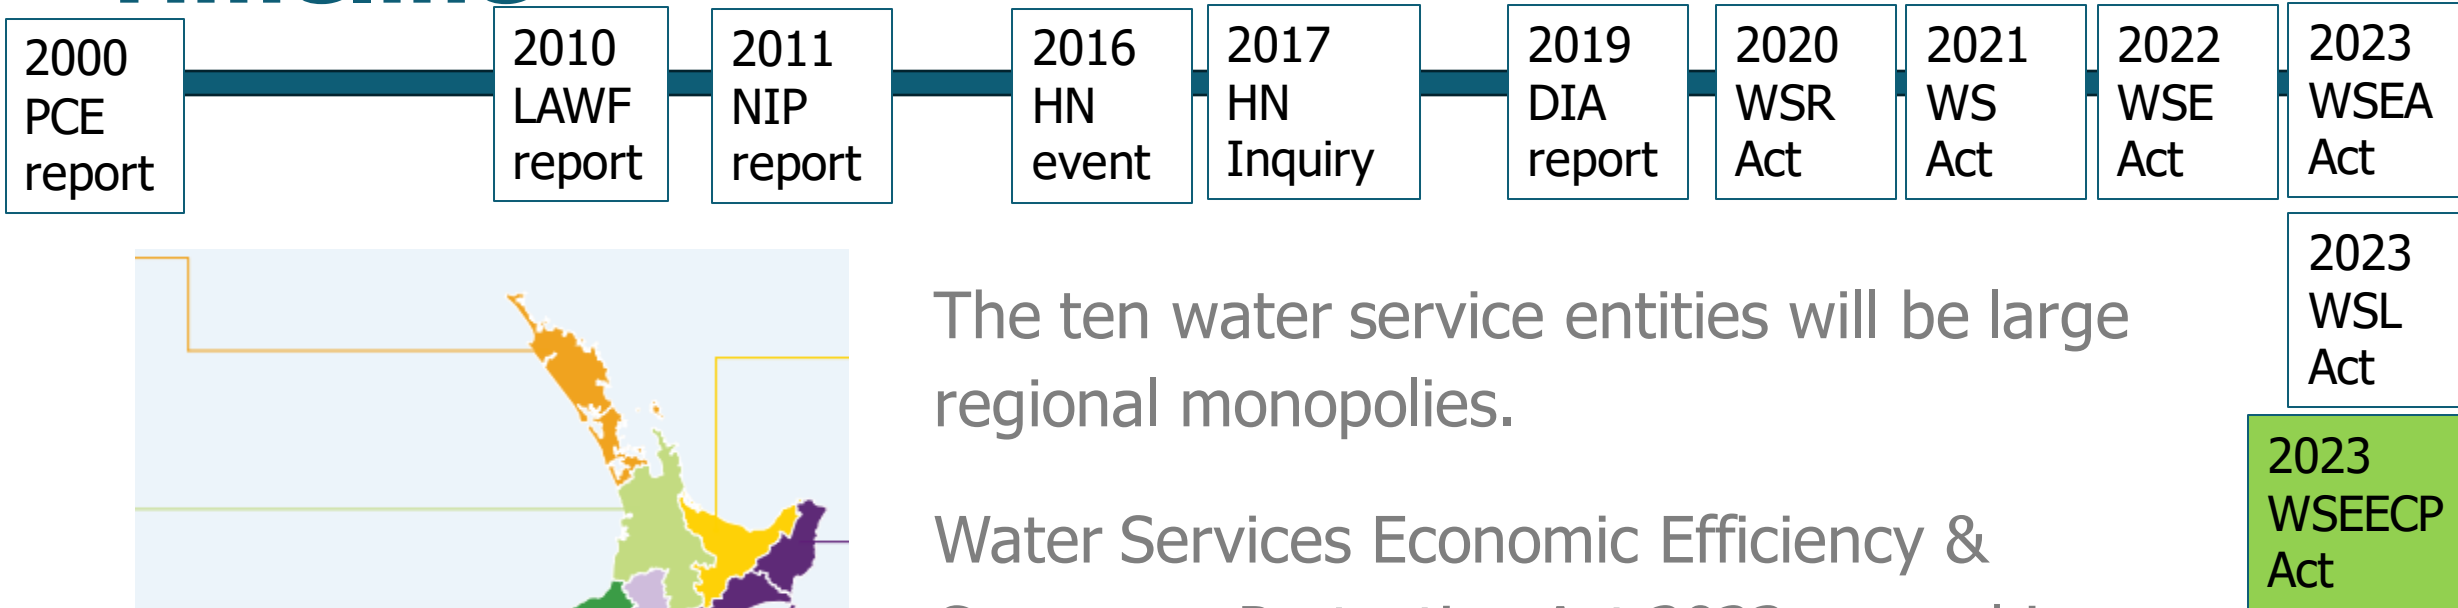 2000
PCE
report
2010
LAWF
report
2011
NIP
report
2016
HN
event
2017
HN
Inquiry
2019
DIA
report
2020
WSR
Act
2021
WS
Act
2022
WSE
Act
2023
WSEA
Act
2023
WSL
Act
2023
WSEECP
Act
The ten water service entities will be large
regional monopolies.
Water Services Economic Efficiency &